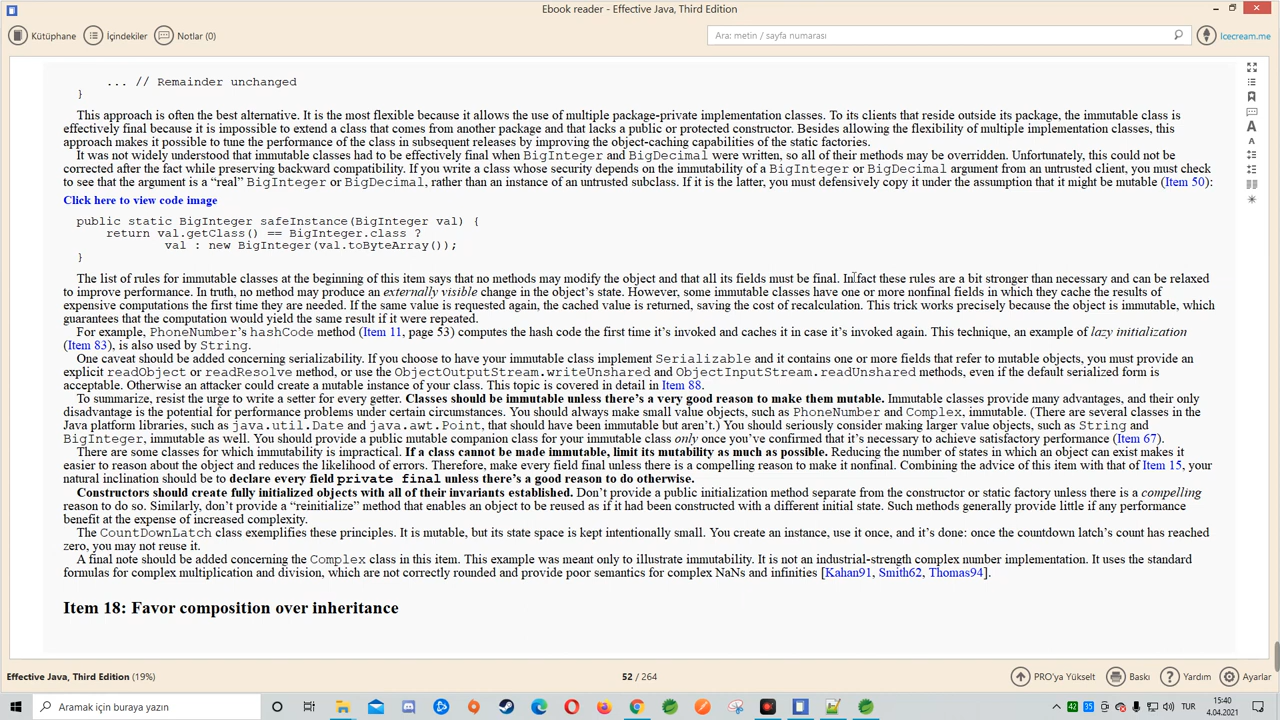 Ebook reader - Effective Java, Third Edition
Kütüphane İçindekiler Notlar (0) Ara: metin / sayfa numarası Icecream.me
... // Remainder unchanged
}
This approach is often the best alternative. It is the most flexible because it allows the use of multiple package-private implementation classes. To its clients that reside outside its package, the immutable class is
effectively final because it is impossible to extend a class that comes from another package and that lacks a public or protected constructor. Besides allowing the flexibility of multiple implementation classes, this
approach makes it possible to tune the performance of the class in subsequent releases by improving the object-caching capabilities of the static factories.
It was not widely understood that immutable classes had to be effectively final when BigInteger and BigDecimal were written, so all of their methods may be overridden. Unfortunately, this could not be
corrected after the fact while preserving backward compatibility. If you write a class whose security depends on the immutability of a BigInteger or BigDecimal argument from an untrusted client, you must check
to see that the argument is a “real” BigInteger or BigDecimal, rather than an instance of an untrusted subclass. If it is the latter, you must defensively copy it under the assumption that it might be mutable (Item 50):
Click here to view code image
public static BigInteger safeInstance(BigInteger val) {
return val.getClass() == BigInteger.class ?
val : new BigInteger(val.toByteArray());
}
The list of rules for immutable classes at the beginning of this item says that no methods may modify the object and that all its fields must be final. In fact these rules are a bit stronger than necessary and can be relaxed
to improve performance. In truth, no method may produce an externally visible change in the object’s state. However, some immutable classes have one or more nonfinal fields in which they cache the results of
expensive computations the first time they are needed. If the same value is requested again, the cached value is returned, saving the cost of recalculation. This trick works precisely because the object is immutable, which
guarantees that the computation would yield the same result if it were repeated.
For example, PhoneNumber’s hashCode method (Item 11, page 53) computes the hash code the first time it’s invoked and caches it in case it’s invoked again. This technique, an example of lazy initialization
(Item 83), is also used by String.
One caveat should be added concerning serializability. If you choose to have your immutable class implement Serializable and it contains one or more fields that refer to mutable objects, you must provide an
explicit readObject or readResolve method, or use the ObjectOutputStream.writeUnshared and ObjectInputStream.readUnshared methods, even if the default serialized form is
acceptable. Otherwise an attacker could create a mutable instance of your class. This topic is covered in detail in Item 88.
To summarize, resist the urge to write a setter for every getter. Classes should be immutable unless there’s a very good reason to make them mutable. Immutable classes provide many advantages, and their only
disadvantage is the potential for performance problems under certain circumstances. You should always make small value objects, such as PhoneNumber and Complex, immutable. (There are several classes in the
Java platform libraries, such as java.util.Date and java.awt.Point, that should have been immutable but aren’t.) You should seriously consider making larger value objects, such as String and
BigInteger, immutable as well. You should provide a public mutable companion class for your immutable class only once you’ve confirmed that it’s necessary to achieve satisfactory performance (Item 67).
There are some classes for which immutability is impractical. If a class cannot be made immutable, limit its mutability as much as possible. Reducing the number of states in which an object can exist makes it
easier to reason about the object and reduces the likelihood of errors. Therefore, make every field final unless there is a compelling reason to make it nonfinal. Combining the advice of this item with that of Item 15, your
natural inclination should be to declare every field private final unless there’s a good reason to do otherwise.
Constructors should create fully initialized objects with all of their invariants established. Don’t provide a public initialization method separate from the constructor or static factory unless there is a compelling
reason to do so. Similarly, don’t provide a “reinitialize” method that enables an object to be reused as if it had been constructed with a different initial state. Such methods generally provide little if any performance
benefit at the expense of increased complexity.
The CountDownLatch class exemplifies these principles. It is mutable, but its state space is kept intentionally small. You create an instance, use it once, and it’s done: once the countdown latch’s count has reached
zero, you may not reuse it.
A final note should be added concerning the Complex class in this item. This example was meant only to illustrate immutability. It is not an industrial-strength complex number implementation. It uses the standard
formulas for complex multiplication and division, which are not correctly rounded and provide poor semantics for complex NaNs and infinities [Kahan91, Smith62, Thomas94].
Item 18: Favor composition over inheritance
Effective Java, Third Edition (19%) 52 / 264 PRO'ya Yükselt Baskı Yardım Ayarlar
Aramak için buraya yazın 42 35 TUR 15:40
4.04.2021